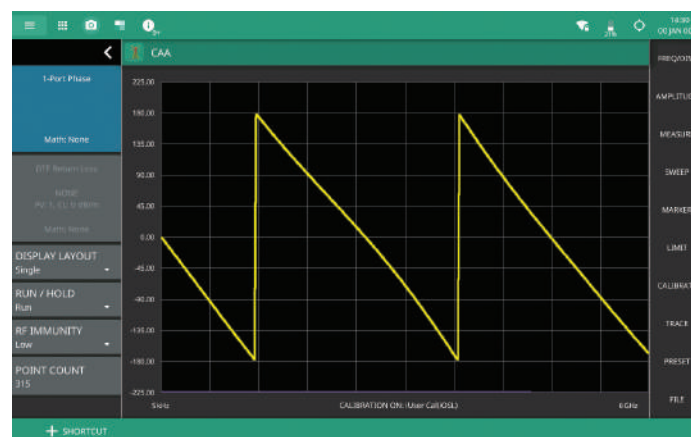 14:30
CAA
1-Port Phase
Math: None
DTF Return Loss
NONE
Math: None
DISPLAY LAYOUT
Single
RUN / HOLD
Run
RF IMMUNITY
Low
POINT COUNT
315
SHORTCUT
225.00
180.00
135.00
90.00
45.00
0.00
-45.00
-90.00
-135.00
-180.00
-225.00
5 kHz
CALIBRATION ON: (User Cal(OSL)
6 GHz
FREQ/DIS
AMPLITUD
MEASURE
SWEEP
MARKER
LIMIT
CALIBRAT
TRACE
PRESET
FILE